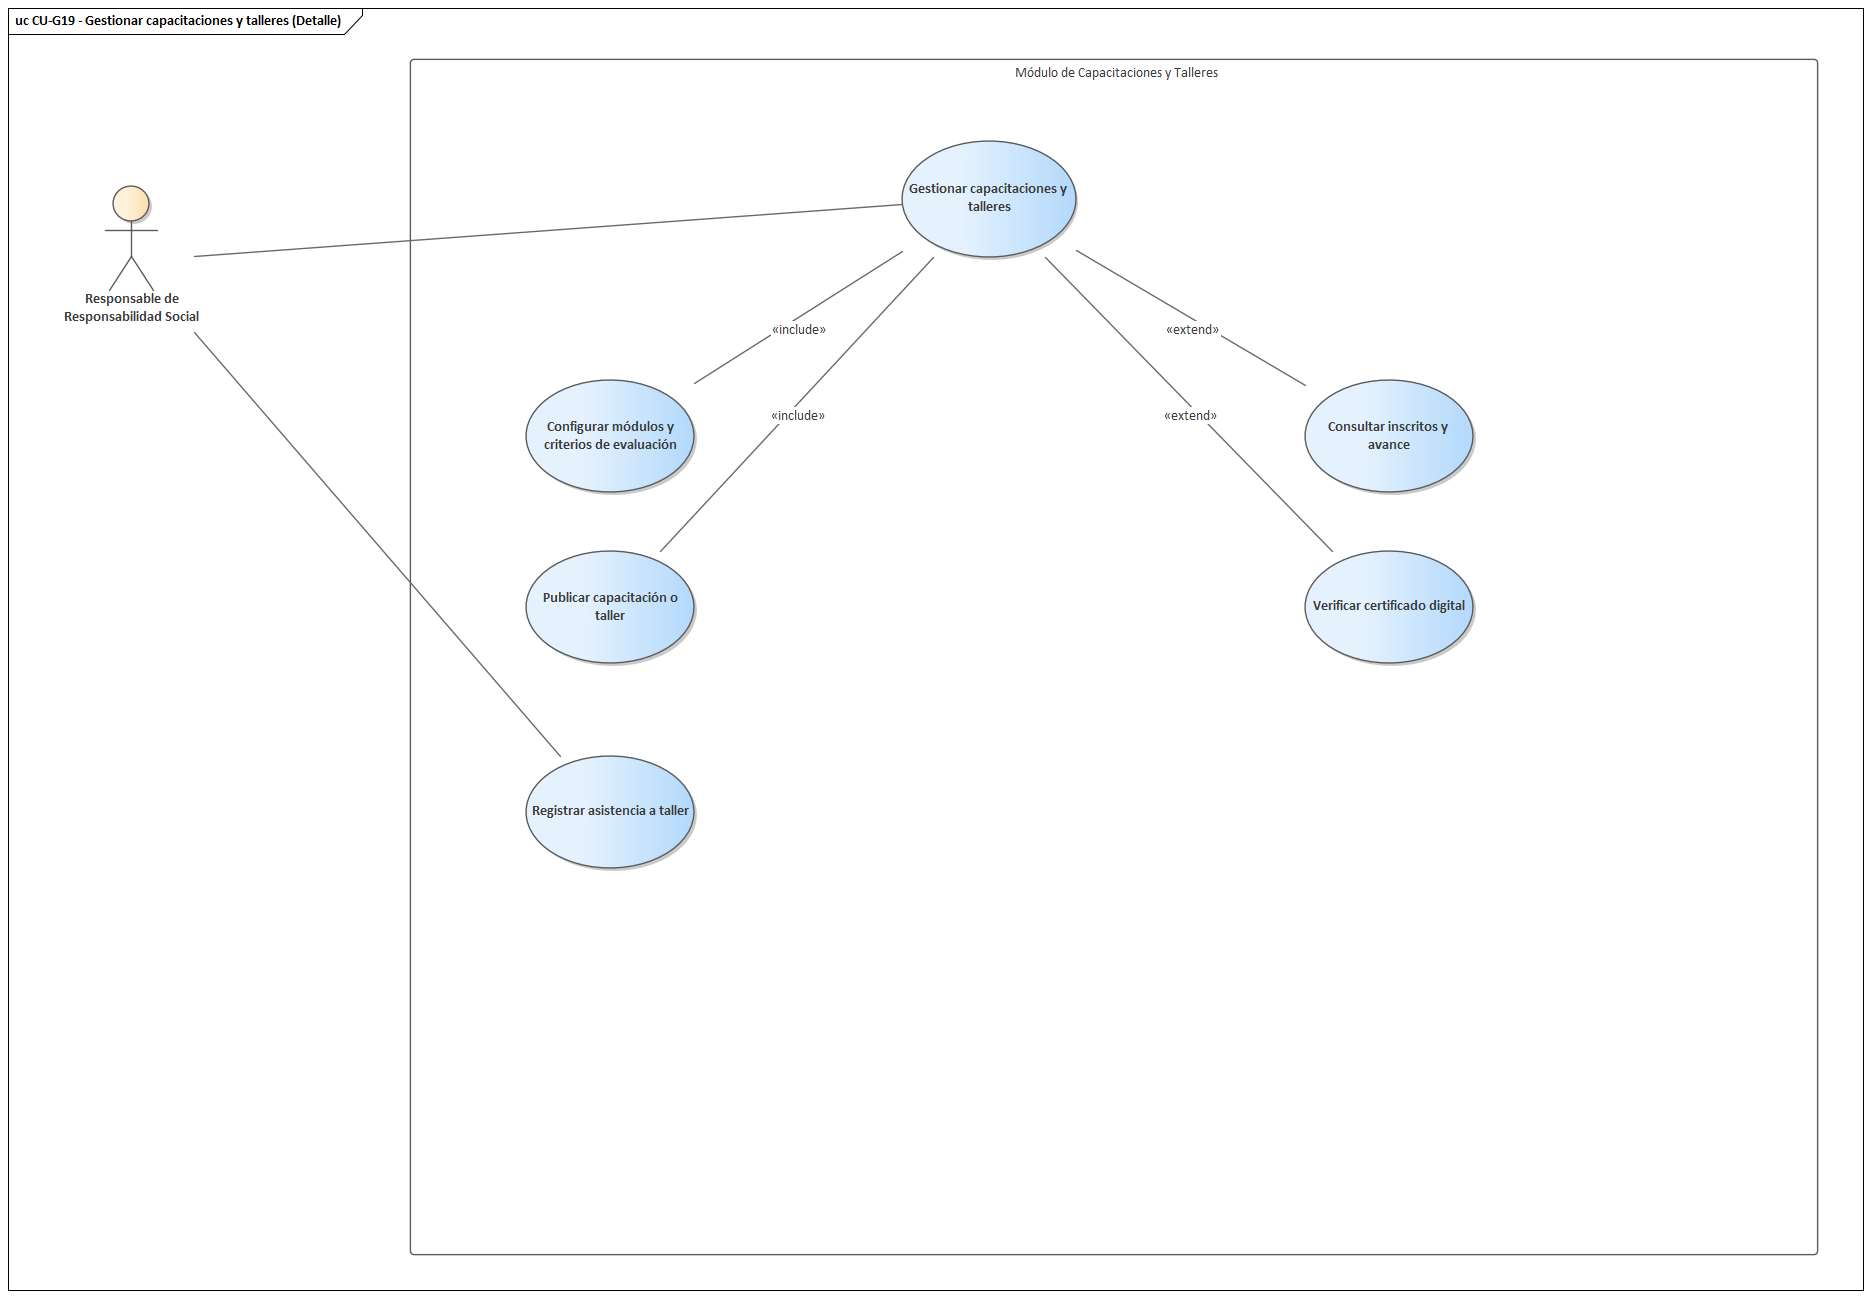 uc CU-G19 - Gestionar capacitaciones y talleres (Detalle)
Módulo de Capacitaciones y Talleres
Gestionar capacitaciones y
talleres
Responsable de
Responsabilidad Social
«include»
«extend»
«include»
«extend»
Configurar módulos y
criterios de evaluación
Consultar inscritos y
avance
Publicar capacitación o
taller
Verificar certificado digital
Registrar asistencia a taller